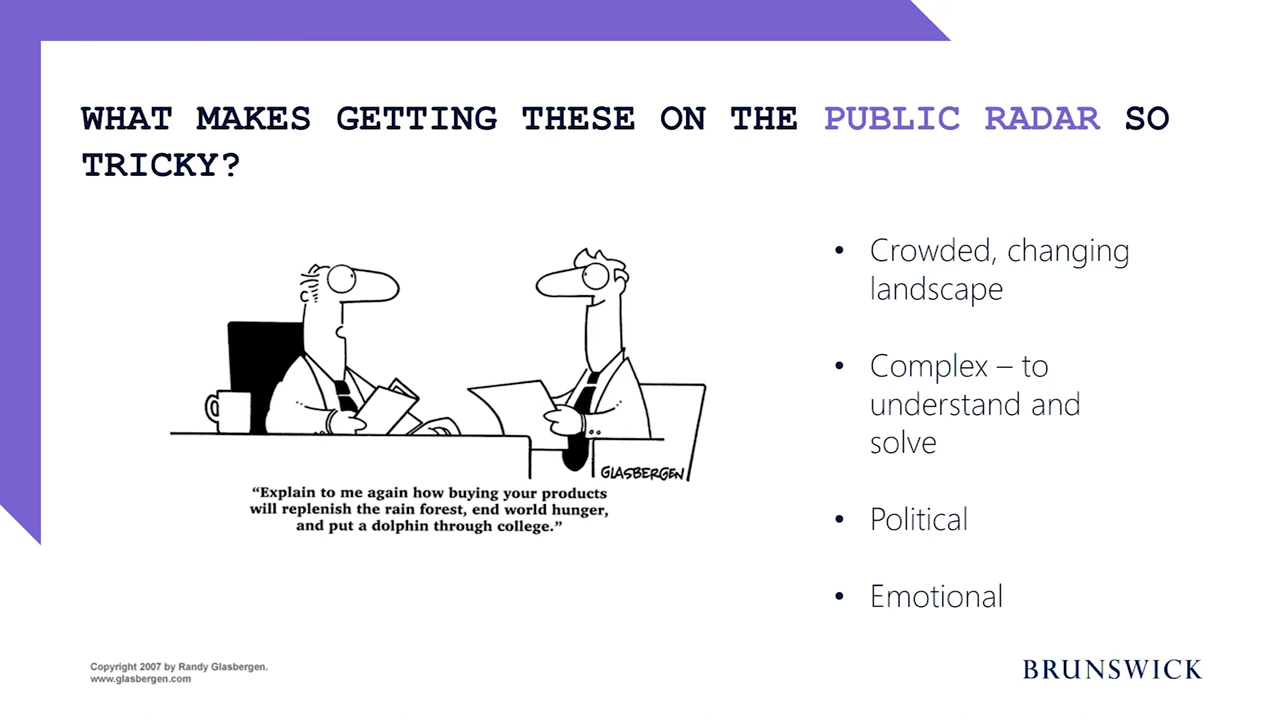 WHAT MAKES GETTING THESE ON THE PUBLIC RADAR SO
TRICKY?
GLASBERGEN
“Explain to me again how buying your products
will replenish the rain forest, end world hunger,
and put a dolphin through college.”
• Crowded, changing
landscape
• Complex – to
understand and
solve
• Political
• Emotional
Copyright 2007 by Randy Glasbergen.
www.glasbergen.com
BRUNSWICK